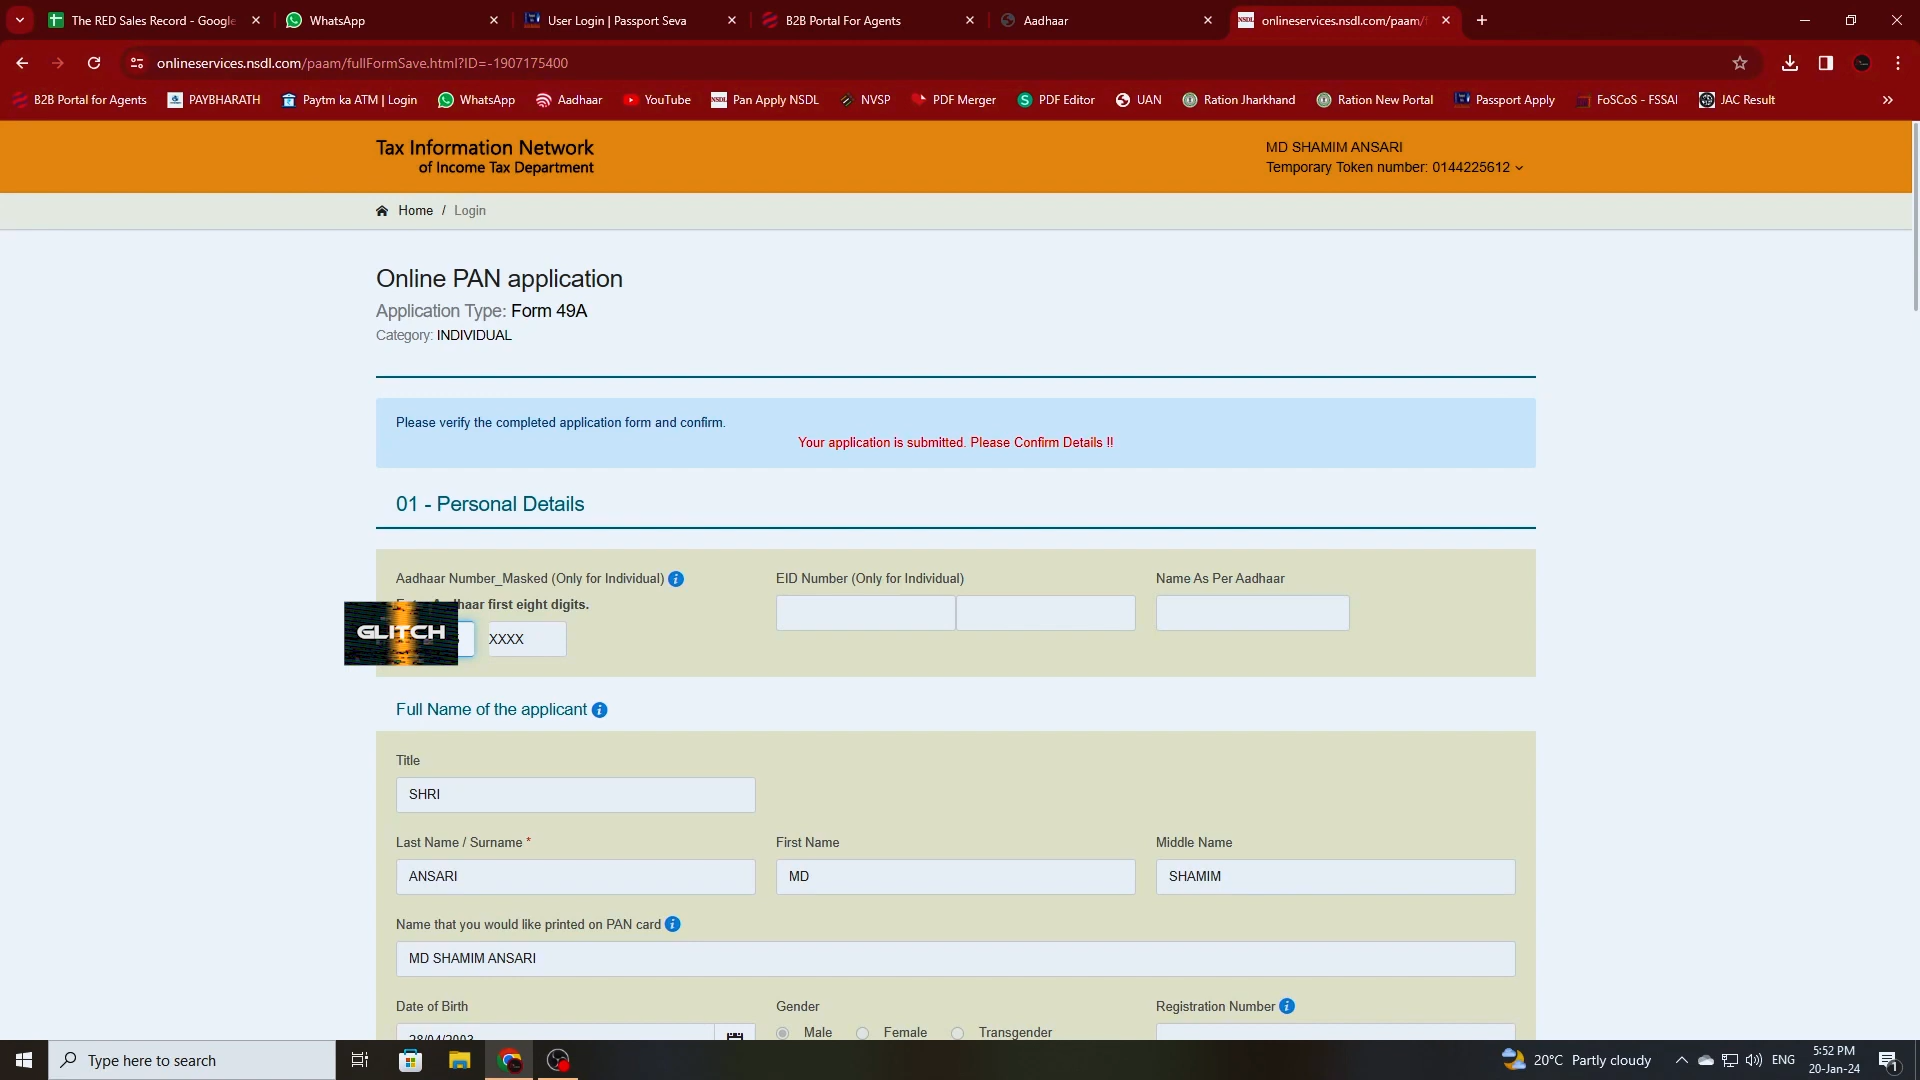 The RED Sales Record - Google
WhatsApp
User Login | Passport Seva
B2B Portal For Agents
Aadhaar
onlineservices.nsdl.com/paam/f
onlineservices.nsdl.com/paam/fullFormSave.html?ID=-1907175400
B2B Portal for Agents
PAYBHARATH
Paytm ka ATM | Login
WhatsApp
Aadhaar
YouTube
Pan Apply NSDL
NVSP
PDF Merger
PDF Editor
UAN
Ration Jharkhand
Ration New Portal
Passport Apply
FoSCoS - FSSAI
JAC Result
Tax Information Network
of Income Tax Department
MD SHAMIM ANSARI
Temporary Token number: 0144225612
Home / Login
Online PAN application
Application Type: Form 49A
Category: INDIVIDUAL
Please verify the completed application form and confirm.
Your application is submitted. Please Confirm Details !!
01 - Personal Details
Aadhaar Number_Masked (Only for Individual)
EID Number (Only for Individual)
Name As Per Aadhaar
first eight digits.
GLITCH
XXXX
Full Name of the applicant
Title
SHRI
Last Name / Surname *
First Name
Middle Name
ANSARI
MD
SHAMIM
Name that you would like printed on PAN card
MD SHAMIM ANSARI
Date of Birth
Gender
Registration Number
28/04/2003
Male
Female
Transgender
Type here to search
20°C Partly cloudy
ENG
5:52 PM
20-Jan-24
1